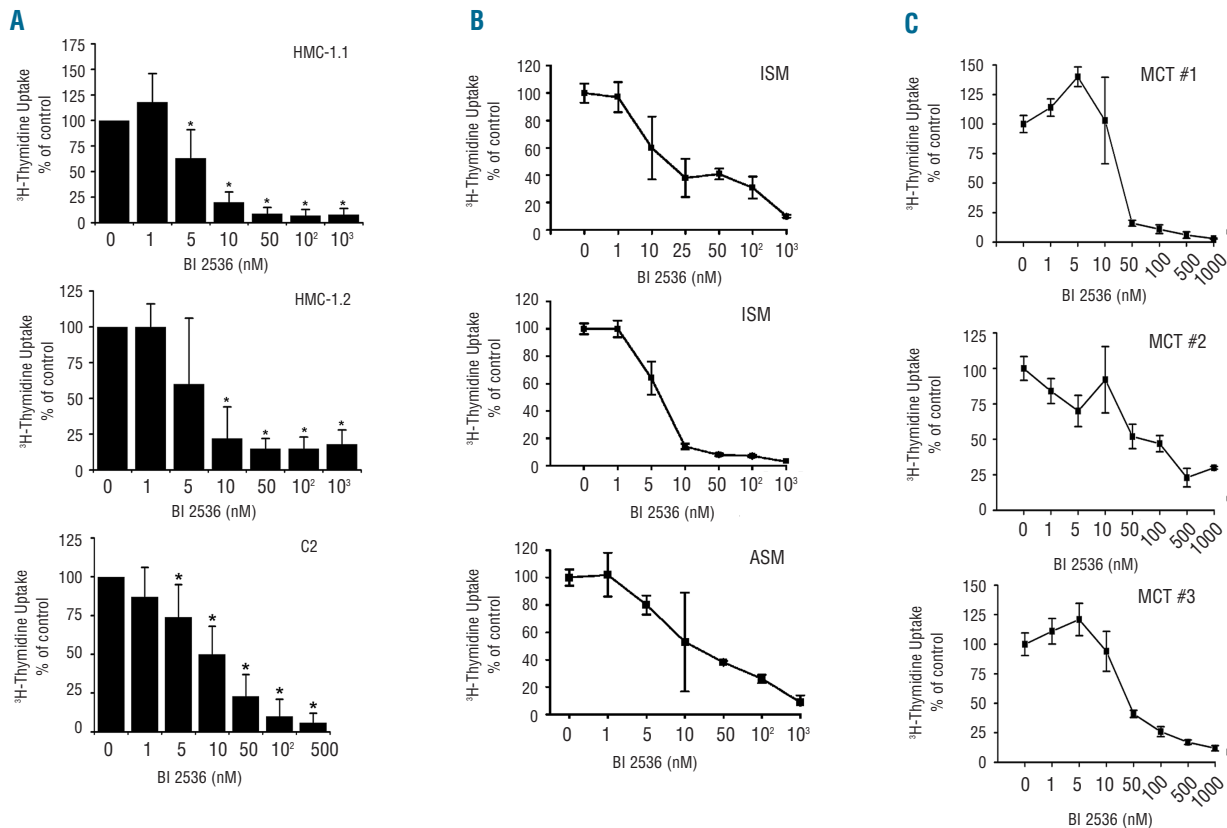 A
³H-Thymidine Uptake
% of control
175
150
125
100
75
50
25
0
HMC-1.1
*
*
*
*
*
0 1 5 10 50 10² 10³
BI 2536 (nM)
³H-Thymidine Uptake
% of control
125
100
75
50
25
0
HMC-1.2
*
*
*
*
0 1 5 10 50 10² 10³
BI 2536 (nM)
³H-Thymidine Uptake
% of control
125
100
75
50
25
0
C2
*
*
*
*
*
0 1 5 10 50 10² 500
BI 2536 (nM)
B
³H-Thymidine Uptake
% of control
120
100
80
60
40
20
0
ISM
0 1 10 25 50 10² 10³
BI 2536 (nM)
³H-Thymidine Uptake
% of control
120
100
80
60
40
20
0
ISM
0 1 5 10 50 10² 10³
BI 2536 (nM)
³H-Thymidine Uptake
% of control
120
100
80
60
40
20
0
ASM
0 1 5 10 50 10² 10³
BI 2536 (nM)
C
³H-Thymidine Uptake
% of control
150
125
100
75
50
25
0
MCT #1
0 1 5 10 50 100 500 1000
BI 2536 (nM)
³H-Thymidine Uptake
% of control
125
100
75
50
25
0
MCT #2
0 1 5 10 50 100 500 1000
BI 2536 (nM)
³H-Thymidine Uptake
% of control
150
125
100
75
50
25
0
MCT #3
0 1 5 10 50 100 500 1000
BI 2536 (nM)